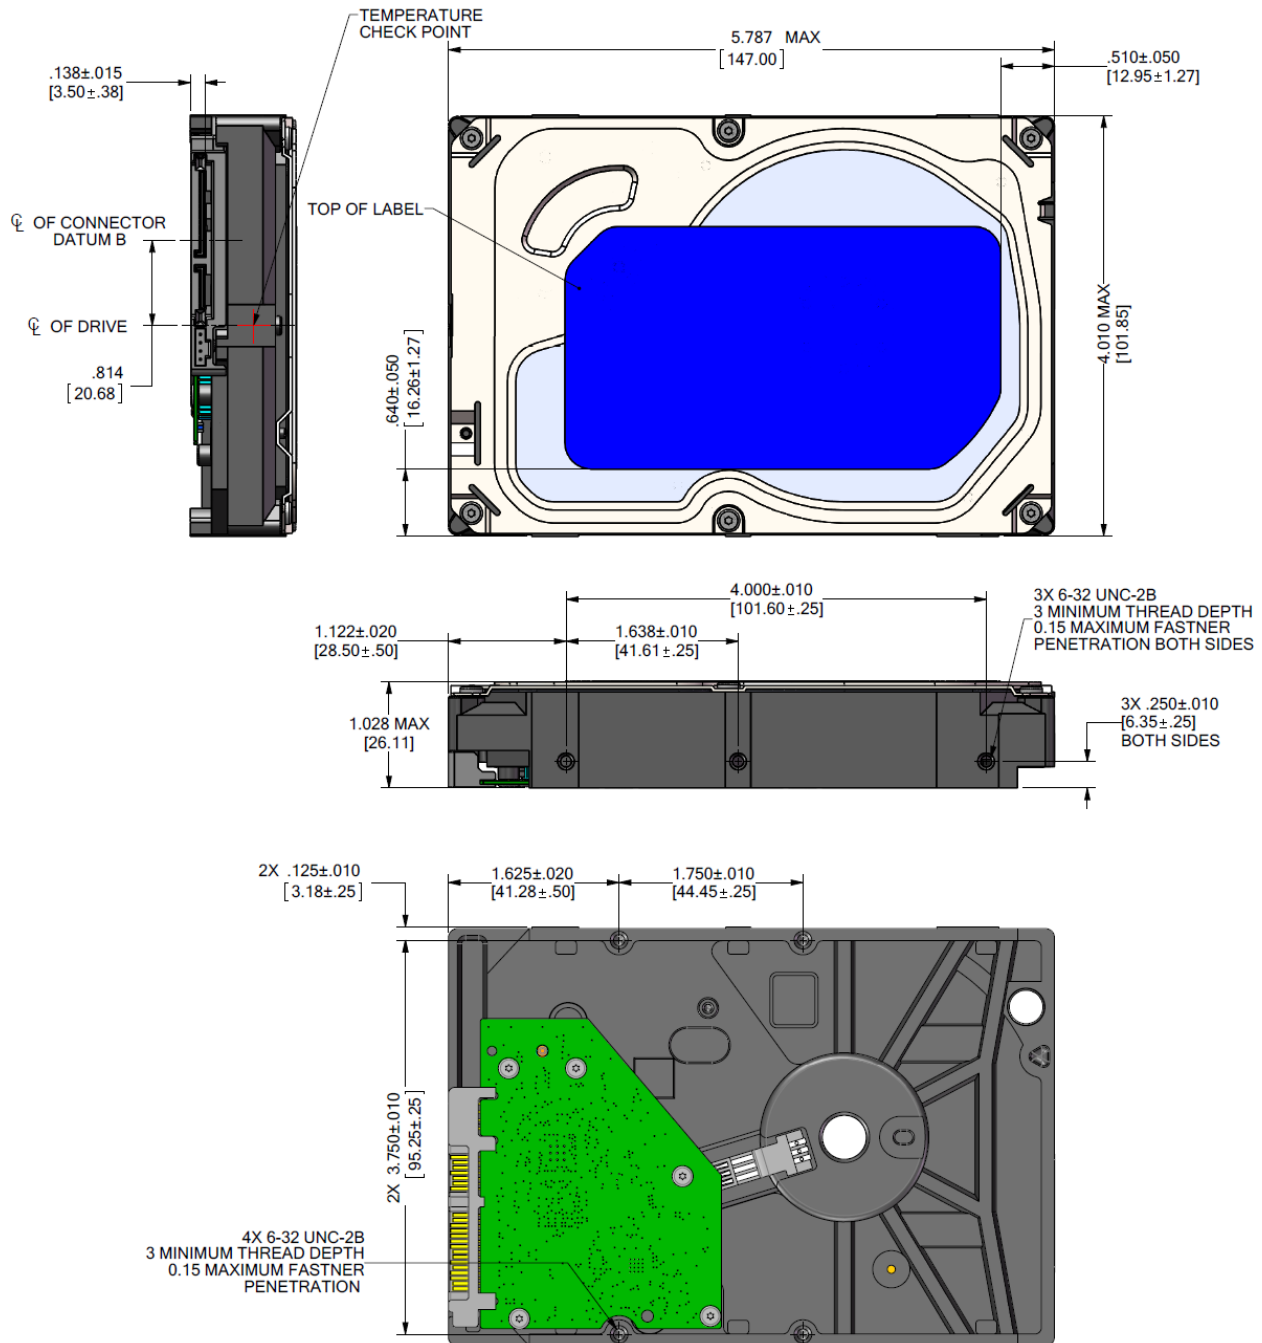 TEMPERATURE
CHECK POINT
5.787 MAX
[147.00]
.510±.050
[12.95±1.27]
.138±.015
[3.50±.38]
TOP OF LABEL
℄ OF CONNECTOR
DATUM B
℄ OF DRIVE
.814
[20.68]
.640±.050
[16.26±1.27]
4.010 MAX
[101.85]
4.000±.010
[101.60±.25]
3X 6-32 UNC-2B
3 MINIMUM THREAD DEPTH
0.15 MAXIMUM FASTNER
PENETRATION BOTH SIDES
1.122±.020
[28.50±.50]
1.638±.010
[41.61±.25]
1.028 MAX
[26.11]
3X .250±.010
[6.35±.25]
BOTH SIDES
2X .125±.010
[3.18±.25]
1.625±.020
[41.28±.50]
1.750±.010
[44.45±.25]
2X 3.750±.010
[95.25±.25]
4X 6-32 UNC-2B
3 MINIMUM THREAD DEPTH
0.15 MAXIMUM FASTNER
PENETRATION